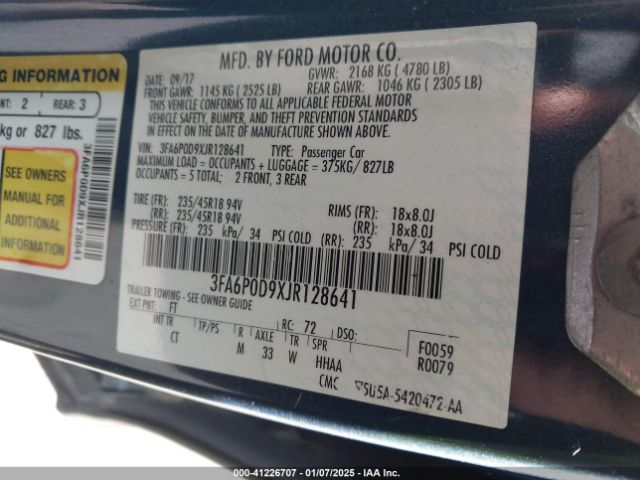 G INFORMATION
NT: 2 REAR: 3
kg or 827 lbs.
SEE OWNERS
MANUAL FOR
ADDITIONAL
INFORMATION
3FA6P0D9XJR128641
MFD. BY FORD MOTOR CO.
DATE: 09/17 GVWR: 2168 KG ( 4780 LB)
FRONT GAWR: 1145 KG ( 2525 LB) REAR GAWR: 1046 KG ( 2305 LB)
THIS VEHICLE CONFORMS TO ALL APPLICABLE FEDERAL MOTOR
VEHICLE SAFETY, BUMPER, AND THEFT PREVENTION STANDARDS
IN EFFECT ON THE DATE OF MANUFACTURE SHOWN ABOVE.
VIN: 3FA6P0D9XJR128641 TYPE: Passenger Car
MAXIMUM LOAD = OCCUPANTS + LUGGAGE = 375KG/ 827LB
OCCUPANTS = 5 TOTAL; 2 FRONT, 3 REAR
TIRE (FR): 235/45R18 94V RIMS (FR): 18x8.0J
(RR): 235/45R18 94V (RR): 18x8.0J
PRESSURE (FR): 235 kPa/ 34 PSI COLD (RR): 235 kPa/ 34 PSI COLD
3FA6P0D9XJR128641
TRAILER TOWING - SEE OWNER GUIDE
EXT PNT: FT RC: 72 DSO:
INT TR TP/PS R AXLE TR SPR F0059
CT M 33 W HHAA R0079
CMC 5U5A-5420472-AA
000-41226707 - 01/07/2025 - IAA Inc.